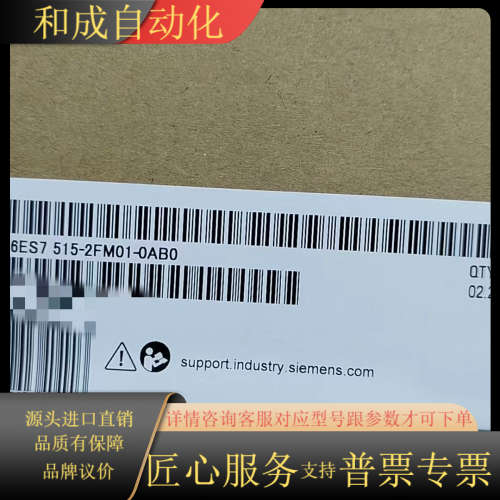 和成自动化
6ES7 515-2FM01-0AB0
QTY
02.2
support.industry.siemens.com
源头进口直销
品质有保障
品牌议价
详情咨询客服对应型号跟参数才可下单
匠心服务支持普票专票